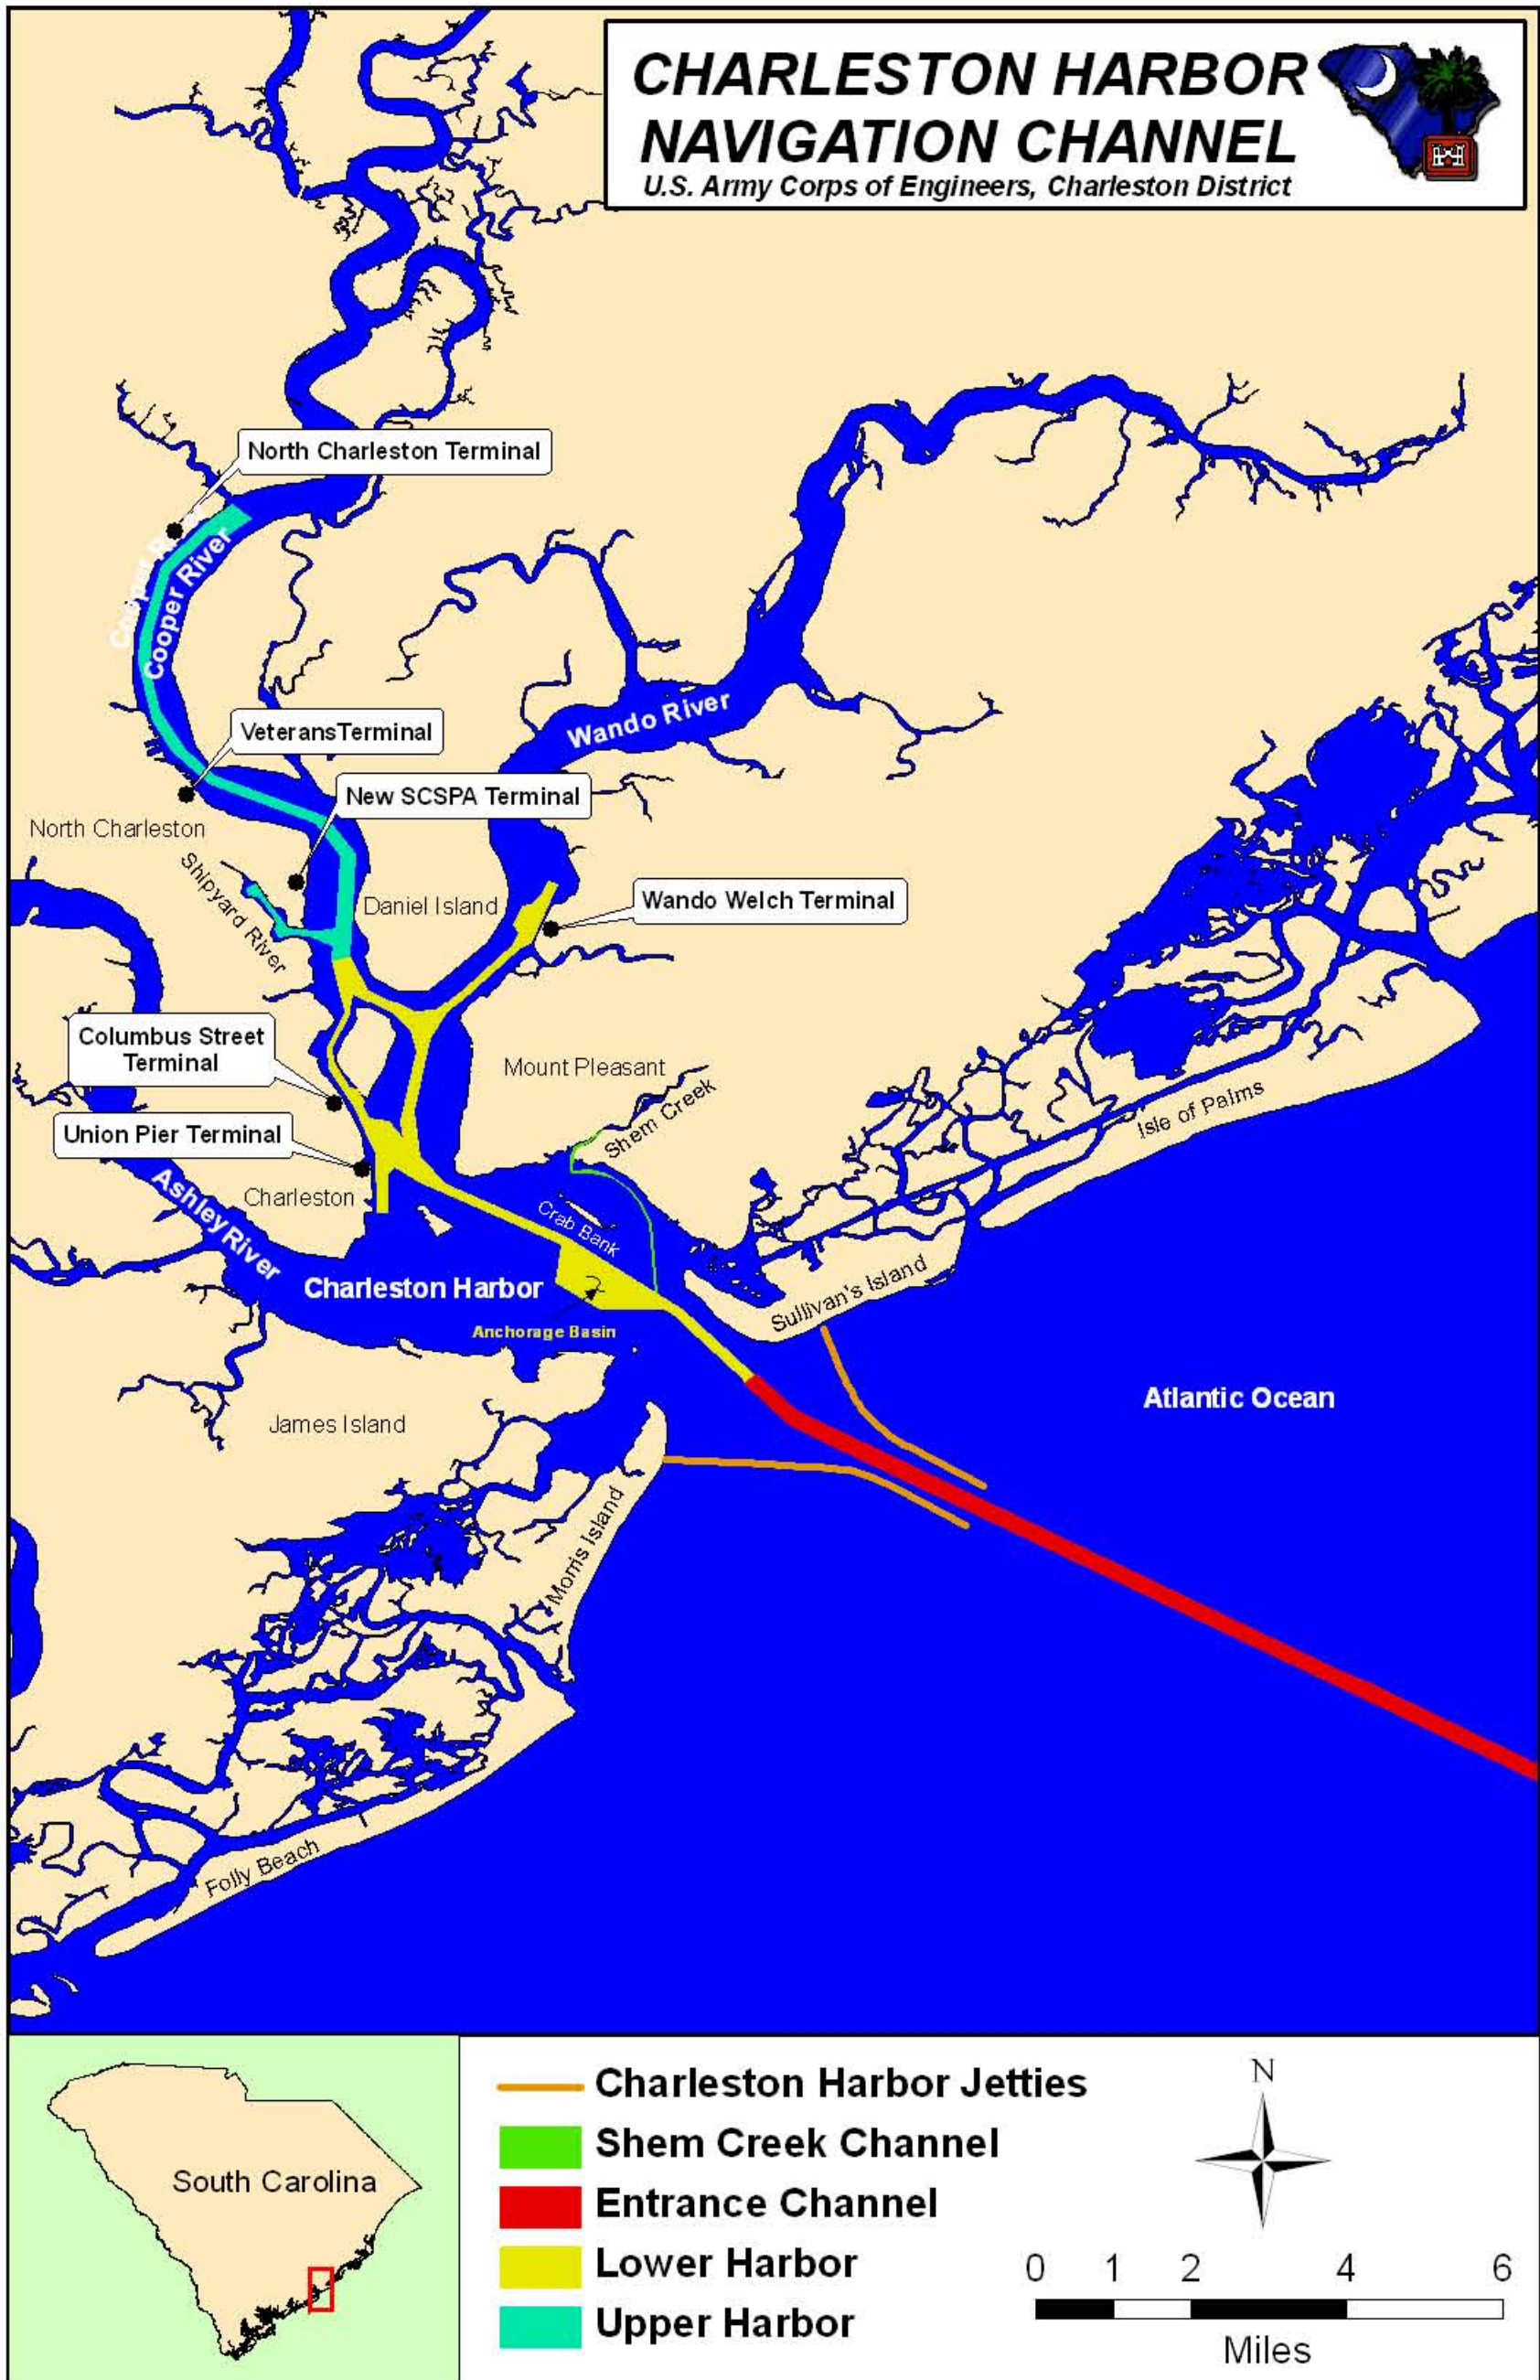 CHARLESTON HARBOR
NAVIGATION CHANNEL
U.S. Army Corps of Engineers, Charleston District
North Charleston Terminal
Cooper River
Cooper River
Wando River
VeteransTerminal
New SCSPA Terminal
North Charleston
Shipyard River
Daniel Island
Wando Welch Terminal
Columbus Street
Terminal
Mount Pleasant
Shem Creek
Isle of Palms
Union Pier Terminal
Ashley River
Charleston
Crab Bank
Charleston Harbor
Sullivan's Island
Anchorage Basin
Atlantic Ocean
James Island
Morris Island
Folly Beach
South Carolina
Charleston Harbor Jetties
Shem Creek Channel
Entrance Channel
Lower Harbor
Upper Harbor
N
0 1 2 4 6
Miles